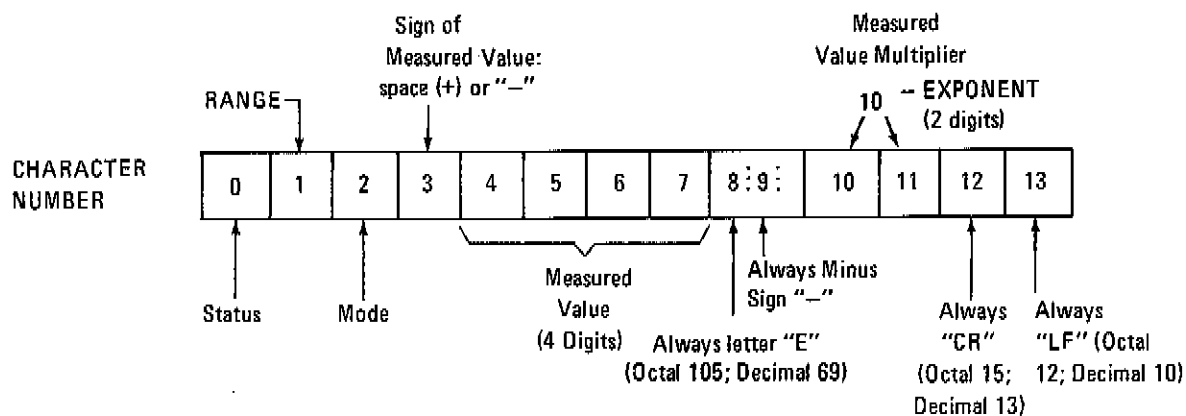 Sign of
Measured Value:
space (+) or "–"
Measured
Value Multiplier
RANGE
10 – EXPONENT
(2 digits)
CHARACTER
NUMBER
0 1 2 3 4 5 6 7 8 9 10 11 12 13
Status
Mode
Measured
Value
(4 Digits)
Always Minus
Sign "–"
Always letter "E"
(Octal 105; Decimal 69)
Always
"CR"
(Octal 15;
Decimal 13)
Always
"LF" (Octal
12; Decimal 10)